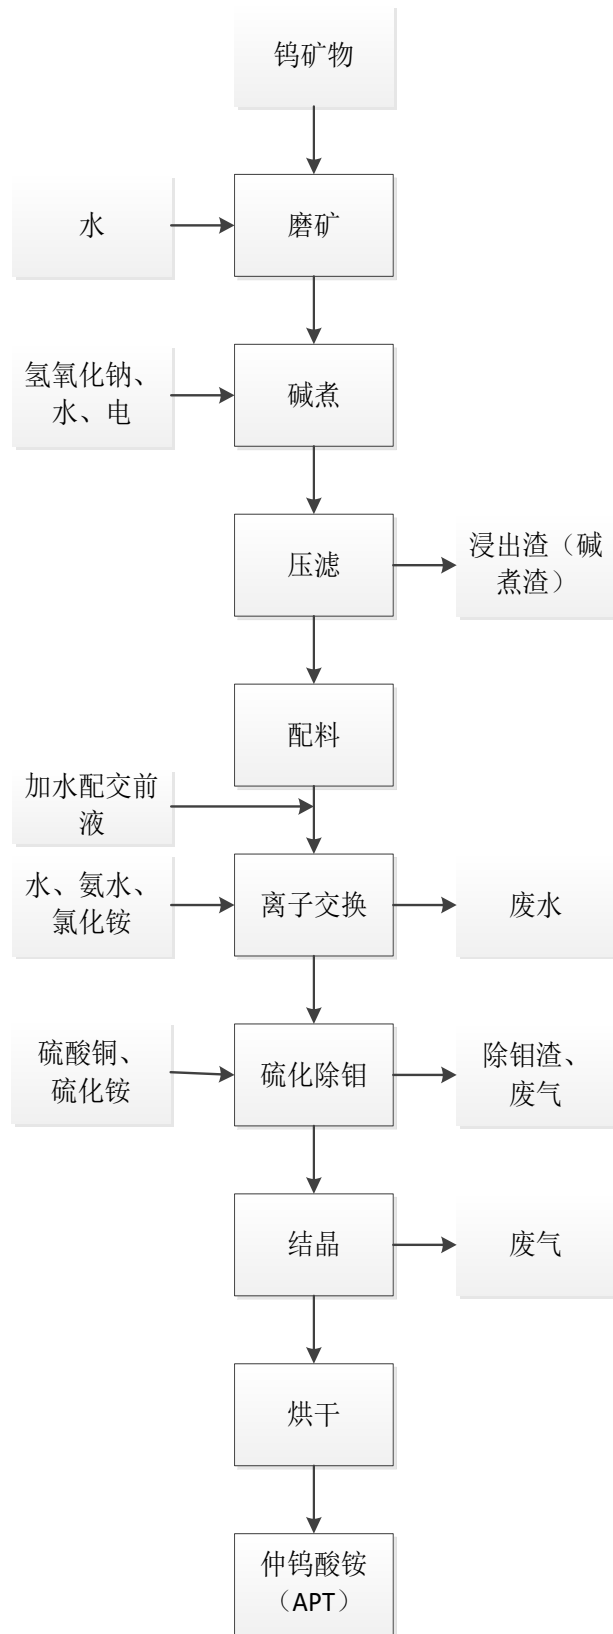 钨矿物
水
磨矿
氢氧化钠、
水、电
碱煮
压滤
浸出渣（碱
煮渣）
配料
加水配交前
液
水、氨水、
氯化铵
离子交换
废水
硫酸铜、
硫化铵
硫化除钼
除钼渣、
废气
结晶
废气
烘干
仲钨酸铵
（APT）